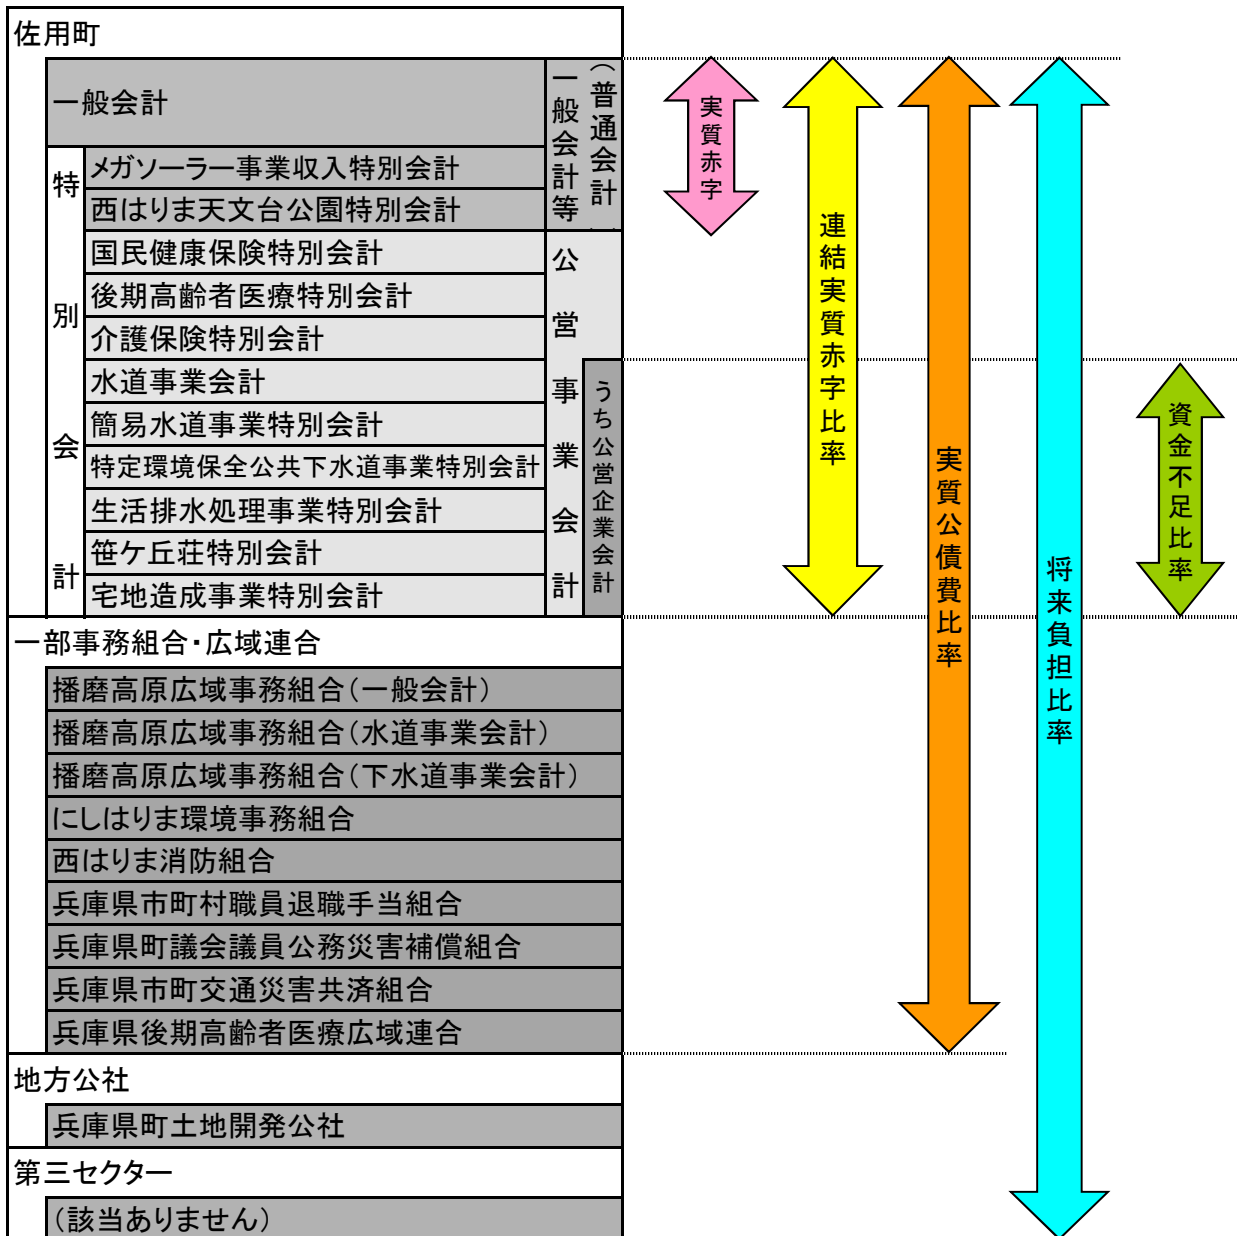 佐用町
一般会計
特別会計
メガソーラー事業収入特別会計
西はりま天文台公園特別会計
国民健康保険特別会計
後期高齢者医療特別会計
介護保険特別会計
水道事業会計
簡易水道事業特別会計
特定環境保全公共下水道事業特別会計
生活排水処理事業特別会計
笹ケ丘荘特別会計
宅地造成事業特別会計
一般会計等
（普通会計）
公営事業会計
うち公営企業会計
一部事務組合・広域連合
播磨高原広域事務組合（一般会計）
播磨高原広域事務組合（水道事業会計）
播磨高原広域事務組合（下水道事業会計）
にしはりま環境事務組合
西はりま消防組合
兵庫県市町村職員退職手当組合
兵庫県町議会議員公務災害補償組合
兵庫県市町交通災害共済組合
兵庫県後期高齢者医療広域連合
地方公社
兵庫県町土地開発公社
第三セクター
（該当ありません）
実質赤字
連結実質赤字比率
実質公債費比率
将来負担比率
資金不足比率